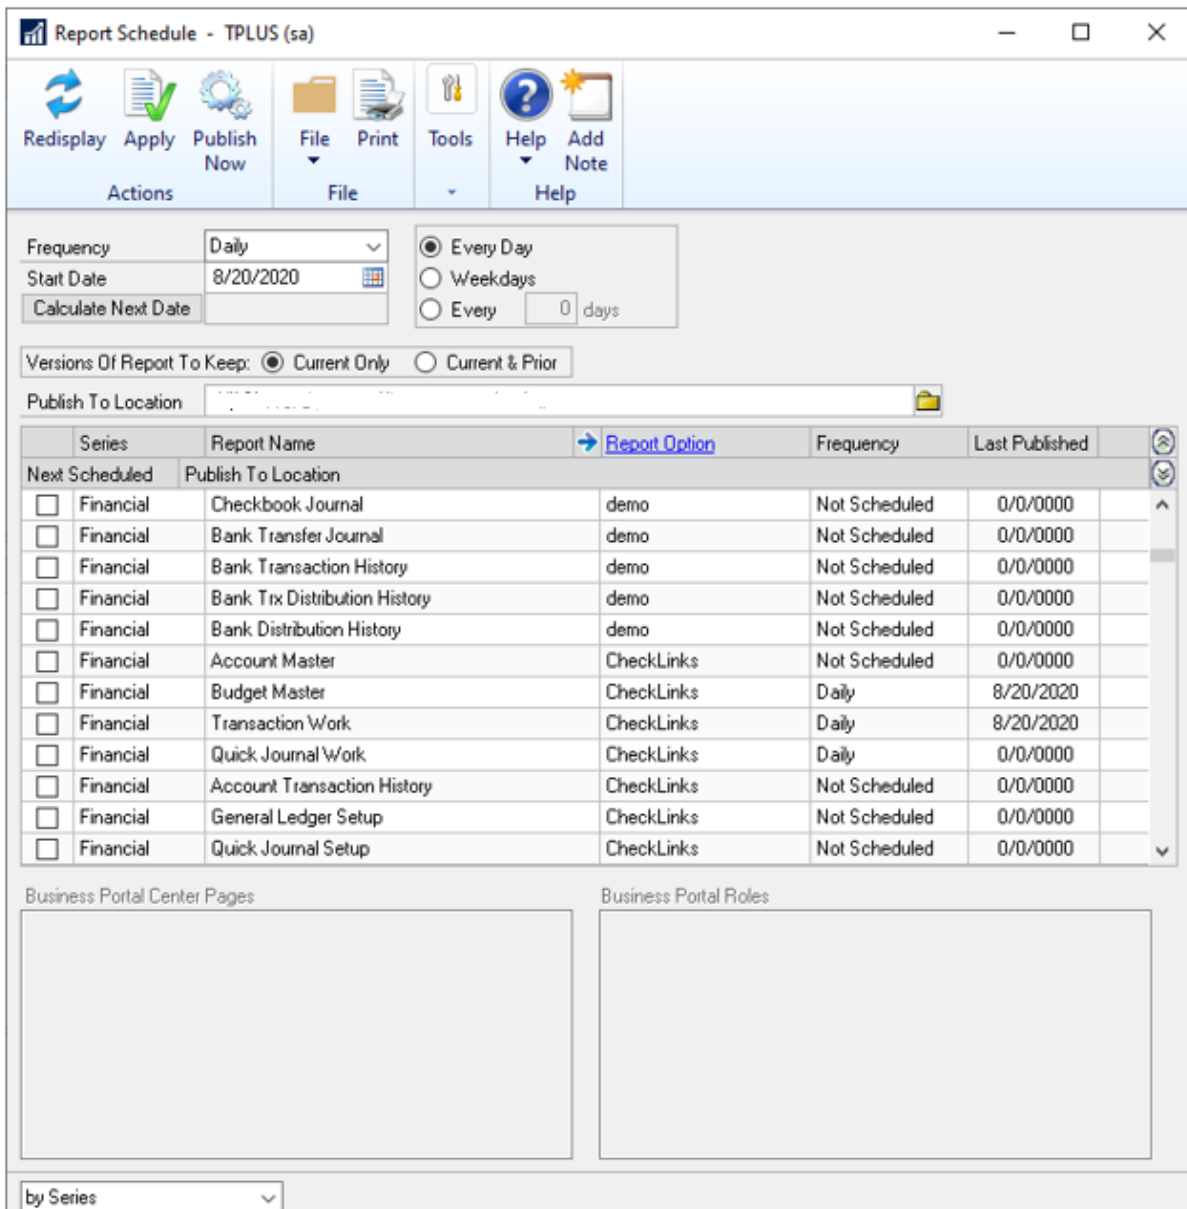 Report Schedule - TPLUS (sa)
Redisplay Apply Publish Now File Print Tools Help Add Note
Actions File Help
Frequency Daily Every Day
Start Date 8/20/2020 Weekdays
Calculate Next Date Every 0 days
Versions Of Report To Keep: Current Only Current & Prior
Publish To Location
Series Report Name Report Option Frequency Last Published
Next Scheduled Publish To Location
Financial Checkbook Journal demo Not Scheduled 0/0/0000
Financial Bank Transfer Journal demo Not Scheduled 0/0/0000
Financial Bank Transaction History demo Not Scheduled 0/0/0000
Financial Bank Trx Distribution History demo Not Scheduled 0/0/0000
Financial Bank Distribution History demo Not Scheduled 0/0/0000
Financial Account Master CheckLinks Not Scheduled 0/0/0000
Financial Budget Master CheckLinks Daily 8/20/2020
Financial Transaction Work CheckLinks Daily 8/20/2020
Financial Quick Journal Work CheckLinks Daily 0/0/0000
Financial Account Transaction History CheckLinks Not Scheduled 0/0/0000
Financial General Ledger Setup CheckLinks Not Scheduled 0/0/0000
Financial Quick Journal Setup CheckLinks Not Scheduled 0/0/0000
Business Portal Center Pages Business Portal Roles
by Series